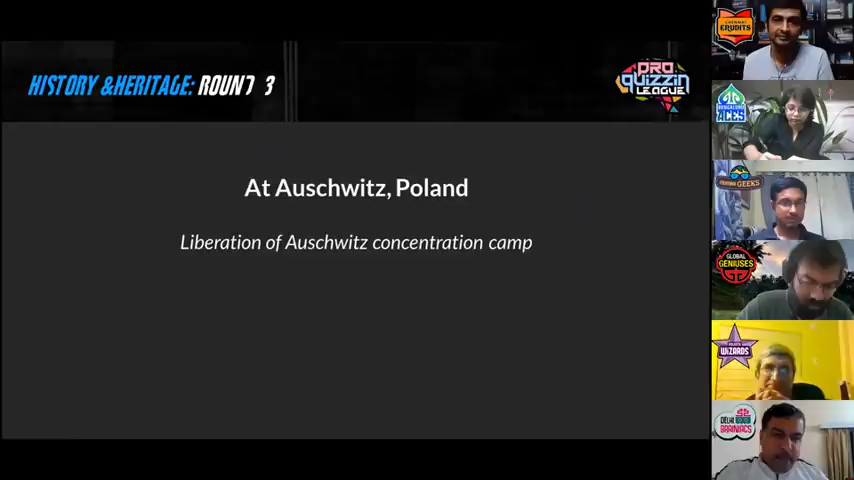 HISTORY &HERITAGE: ROUND 3
PRO
QUIZZING
LEAGUE
At Auschwitz, Poland
Liberation of Auschwitz concentration camp
CHENNAI
ERUDITS
BENGALURU
ACES
GEEKS
GLOBAL
GENIUSES
WIZARDS
DELHI
BRAINIACS